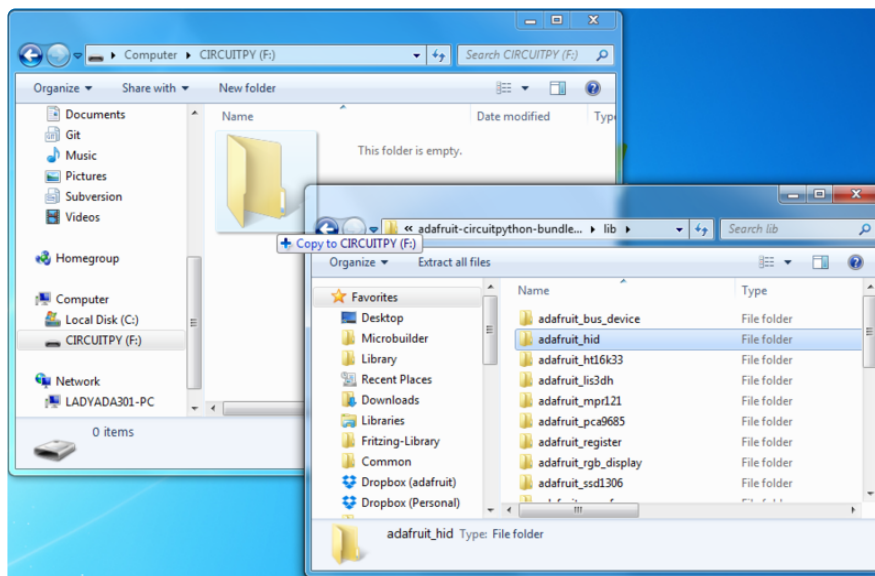 Computer ▸ CIRCUITPY (F:)
Search CIRCUITPY (F:)
Organize ▾ Share with ▾ New folder
Documents
Git
Music
Pictures
Subversion
Videos
Homegroup
Computer
Local Disk (C:)
CIRCUITPY (F:)
Network
LADYADA301-PC
Name Date modified
This folder is empty.
0 items
Copy to CIRCUITPY (F:)
« adafruit-circuitpython-bundle... ▸ lib ▸
Search lib
Organize ▾ Extract all files
Favorites
Desktop
Microbuilder
Library
Recent Places
Downloads
Libraries
Fritzing-Library
Common
Dropbox (adafruit)
Dropbox (Personal)
Name Type
adafruit_bus_device File folder
adafruit_hid File folder
adafruit_ht16k33 File folder
adafruit_lis3dh File folder
adafruit_mpr121 File folder
adafruit_pca9685 File folder
adafruit_register File folder
adafruit_rgb_display File folder
adafruit_ssd1306 File folder
adafruit_hid Type: File folder